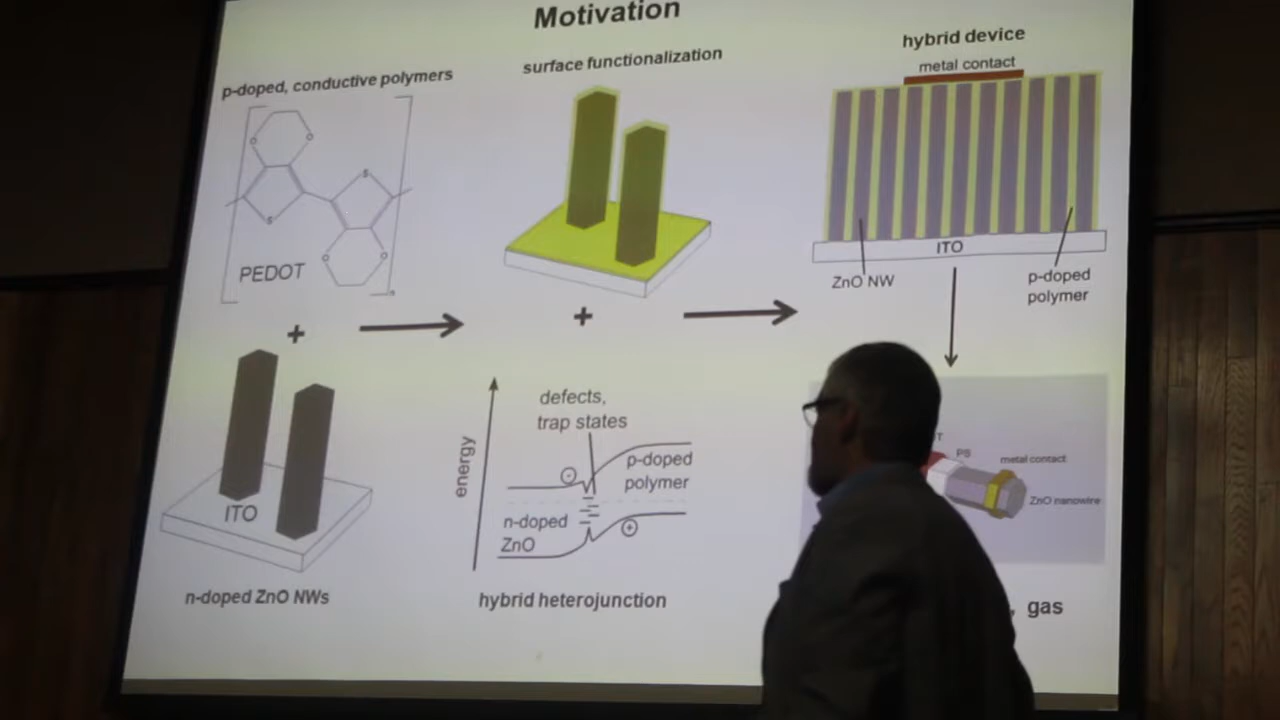 Motivation
p-doped, conductive polymers
O
O
S
S
O
O
PEDOT
+
ITO
n-doped ZnO NWs
surface functionalization
+
energy
defects,
trap states
-
p-doped
polymer
n-doped
ZnO
+
hybrid heterojunction
hybrid device
metal contact
ITO
ZnO NW
p-doped
polymer
PS
metal contact
ZnO nanowire
, gas